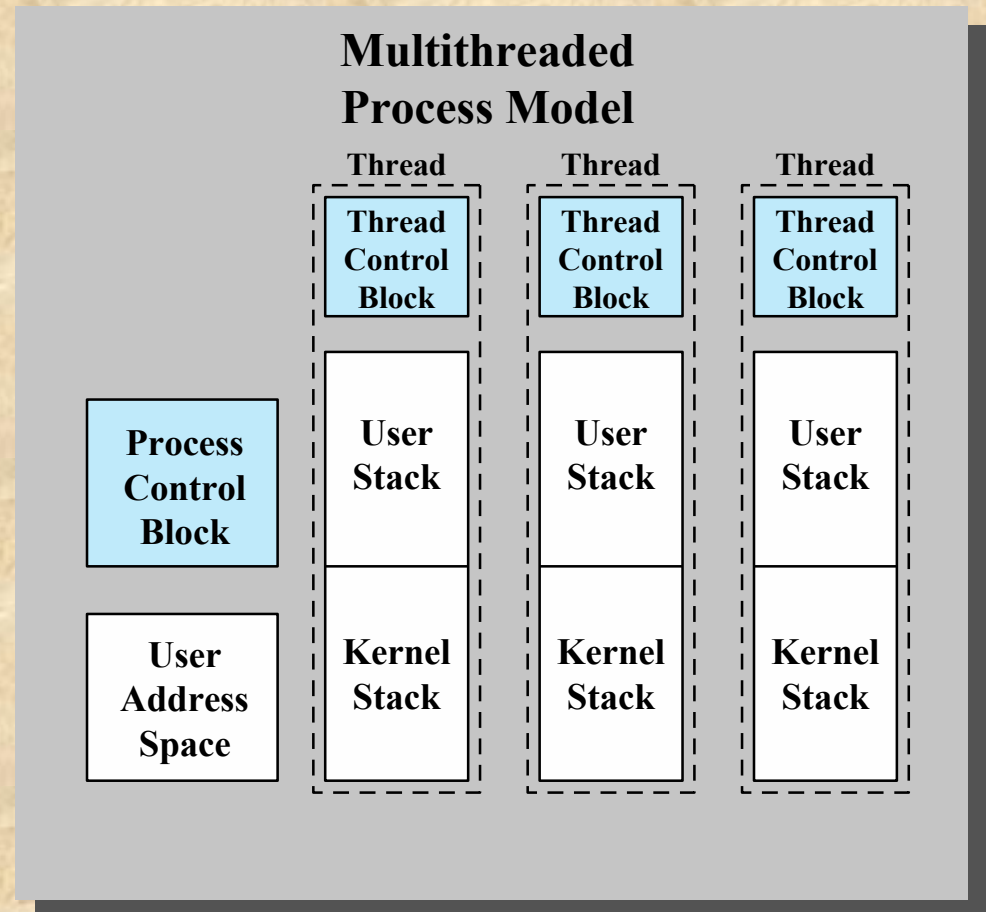 Multithreaded
Process Model
Thread
Thread
Control
Block
User
Stack
Kernel
Stack
Thread
Thread
Control
Block
User
Stack
Kernel
Stack
Thread
Thread
Control
Block
User
Stack
Kernel
Stack
Process
Control
Block
User
Address
Space